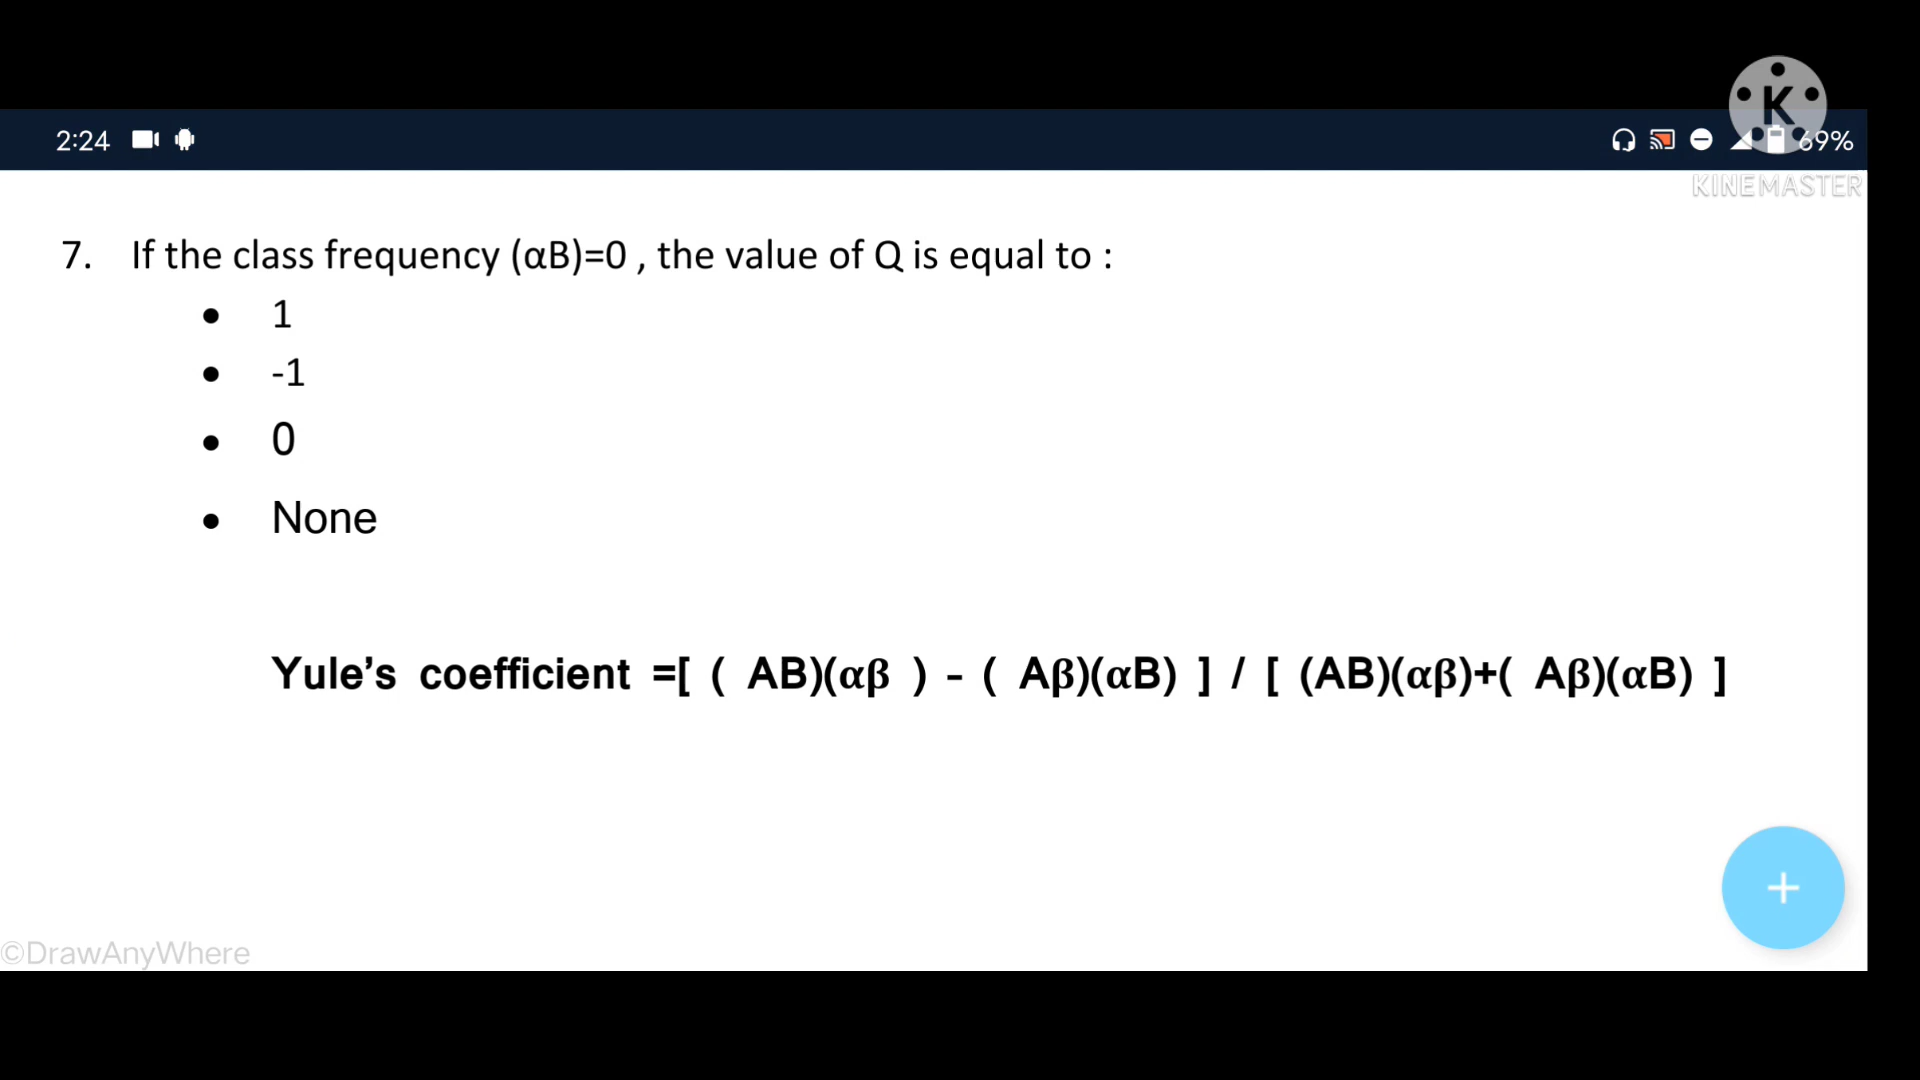 2:24
69%
K
KINEMASTER
7. If the class frequency (αB)=0 , the value of Q is equal to :
• 1
• -1
• 0
• None
Yule’s coefficient =[ ( AB)(αβ ) - ( Aβ)(αB) ] / [ (AB)(αβ)+( Aβ)(αB) ]
+
©DrawAnyWhere